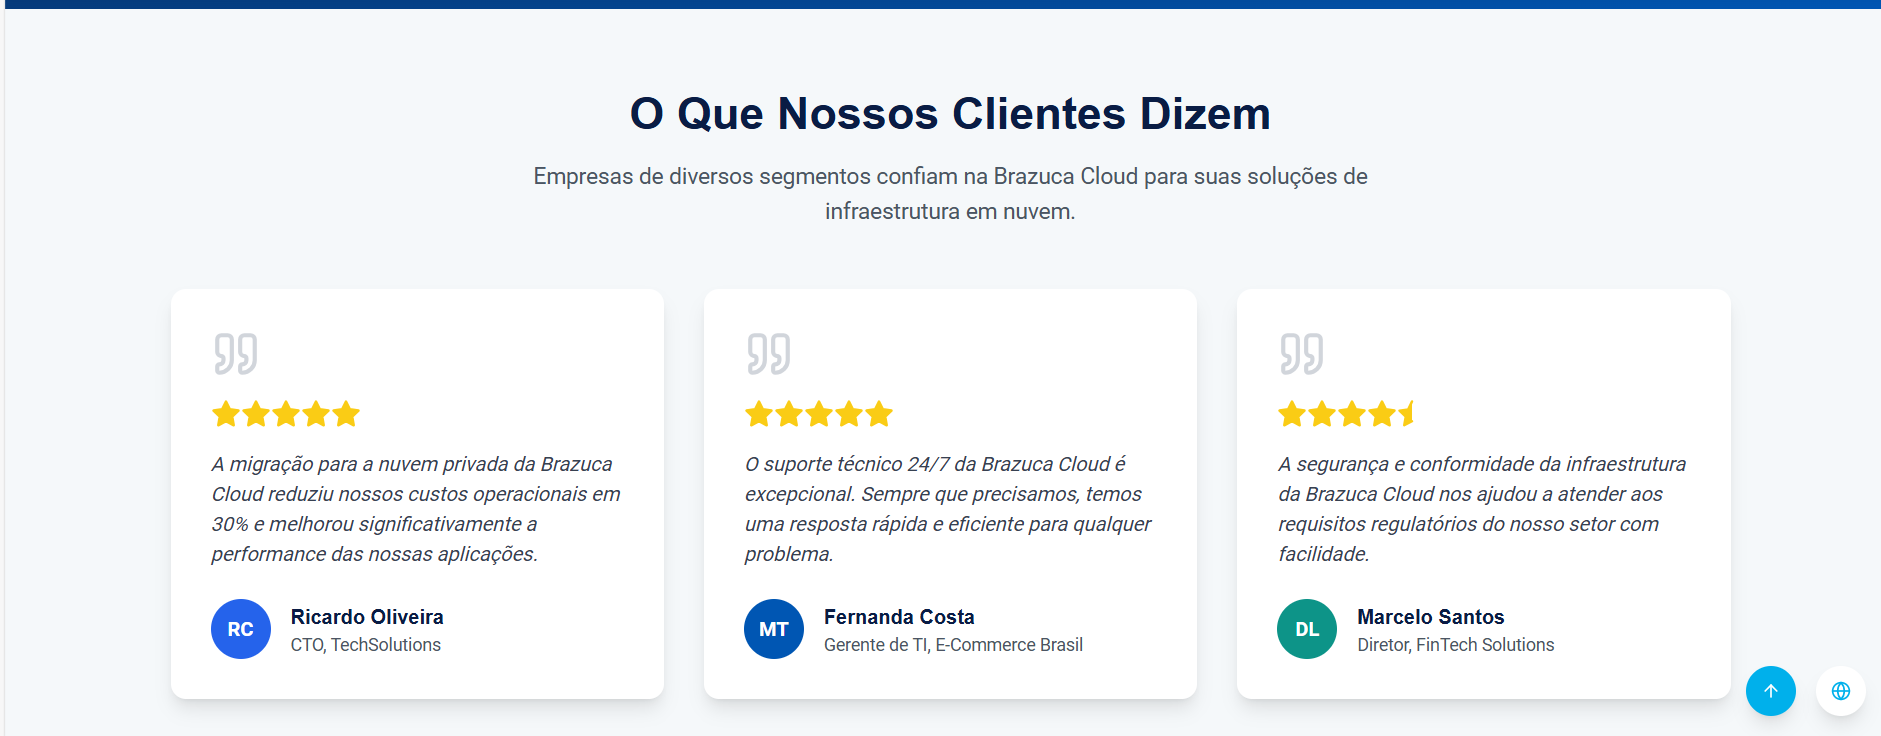 O Que Nossos Clientes Dizem
Empresas de diversos segmentos confiam na Brazuca Cloud para suas soluções de
infraestrutura em nuvem.
A migração para a nuvem privada da Brazuca
Cloud reduziu nossos custos operacionais em
30% e melhorou significativamente a
performance das nossas aplicações.
RC
Ricardo Oliveira
CTO, TechSolutions
O suporte técnico 24/7 da Brazuca Cloud é
excepcional. Sempre que precisamos, temos
uma resposta rápida e eficiente para qualquer
problema.
MT
Fernanda Costa
Gerente de TI, E-Commerce Brasil
A segurança e conformidade da infraestrutura
da Brazuca Cloud nos ajudou a atender aos
requisitos regulatórios do nosso setor com
facilidade.
DL
Marcelo Santos
Diretor, FinTech Solutions